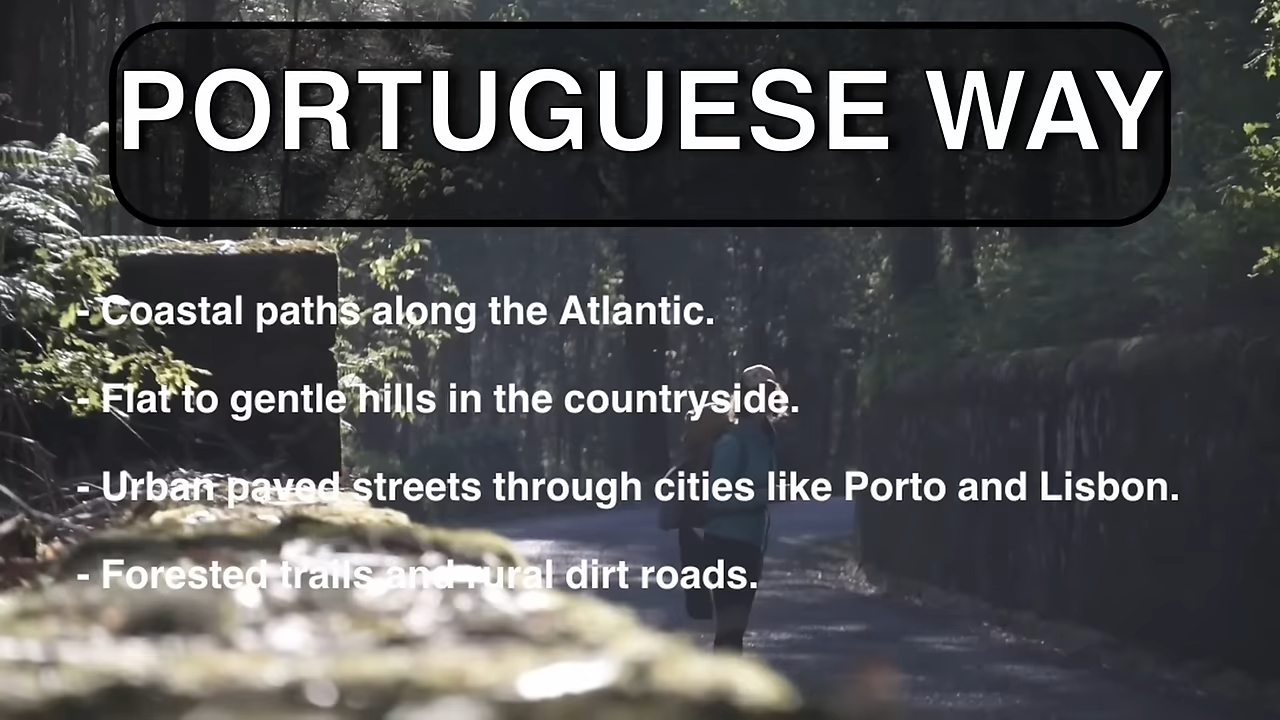 PORTUGUESE WAY
- Coastal paths along the Atlantic.
- Flat to gentle hills in the countryside.
- Urban paved streets through cities like Porto and Lisbon.
- Forested trails and rural dirt roads.